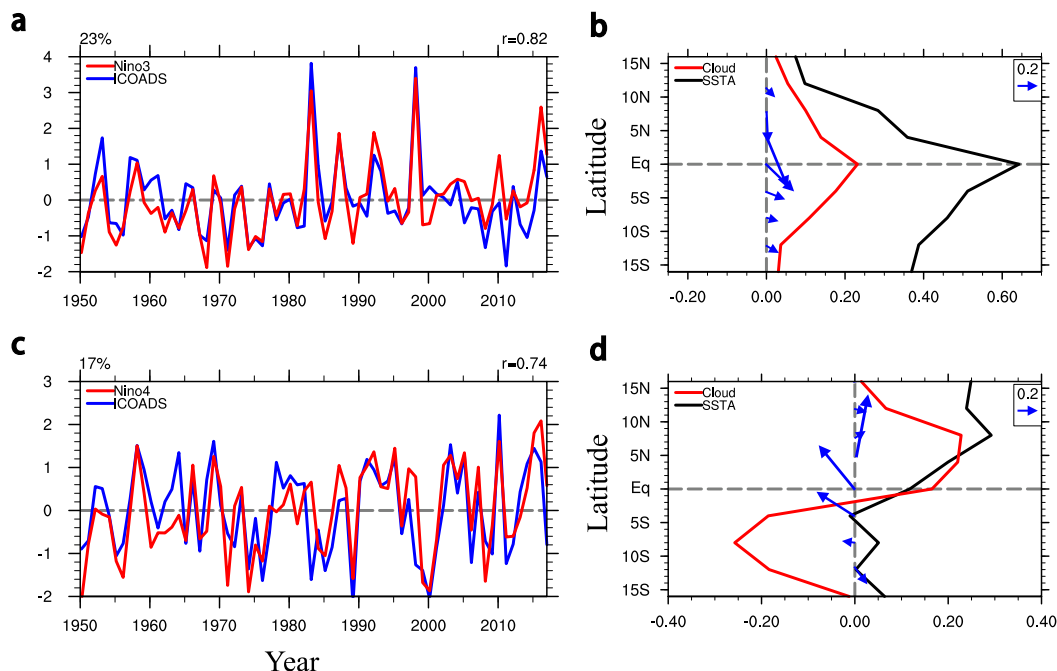 a
23%
r=0.82
Nino3
ICOADS
4
3
2
1
0
-1
-2
1950 1960 1970 1980 1990 2000 2010
b
Cloud
SSTA
0.2
15N
10N
5N
Eq
5S
10S
15S
Latitude
-0.20 0.00 0.20 0.40 0.60
c
17%
r=0.74
Nino4
ICOADS
3
2
1
0
-1
-2
1950 1960 1970 1980 1990 2000 2010
Year
d
Cloud
SSTA
0.2
15N
10N
5N
Eq
5S
10S
15S
Latitude
-0.40 -0.20 0.00 0.20 0.40